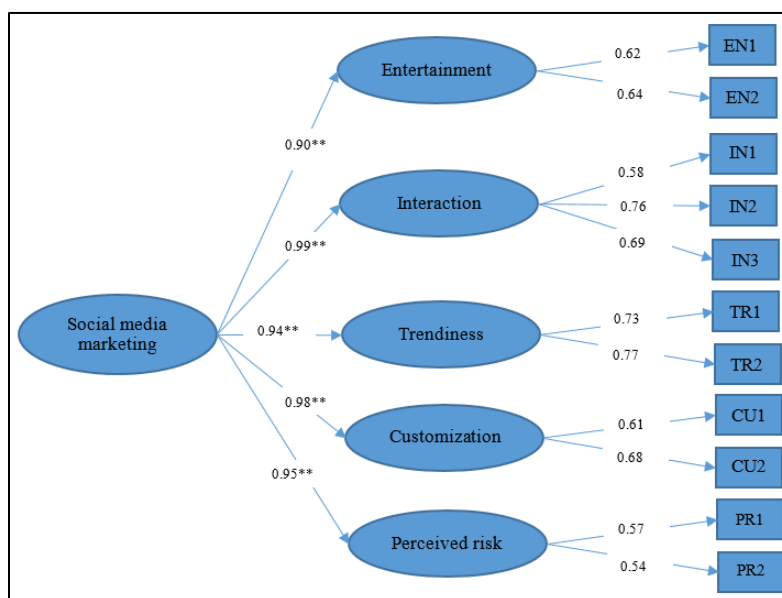 EN1
Entertainment
0.62
0.64
EN2
0.90**
IN1
0.58
Interaction
0.76
IN2
0.69
0.99**
IN3
Social media
marketing
0.94**
Trendiness
0.73
TR1
0.77
TR2
0.98**
Customization
0.61
CU1
0.68
CU2
0.95**
Perceived risk
0.57
PR1
0.54
PR2